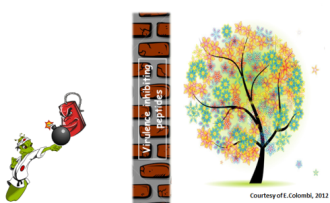 Virulence inhibiting
peptides
Courtesy of E.Colombi, 2012